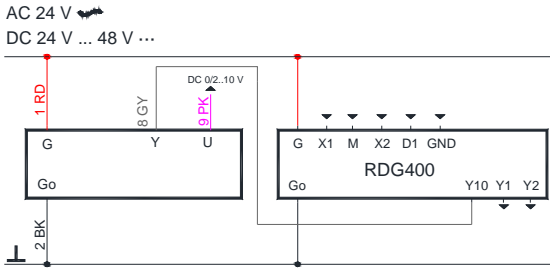 AC 24 V
DC 24 V ... 48 V
1 RD
8 GY
DC 0/2..10 V
9 PK
G Y U
Go
2 BK
G X1 M X2 D1 GND
RDG400
Go Y10 Y1 Y2